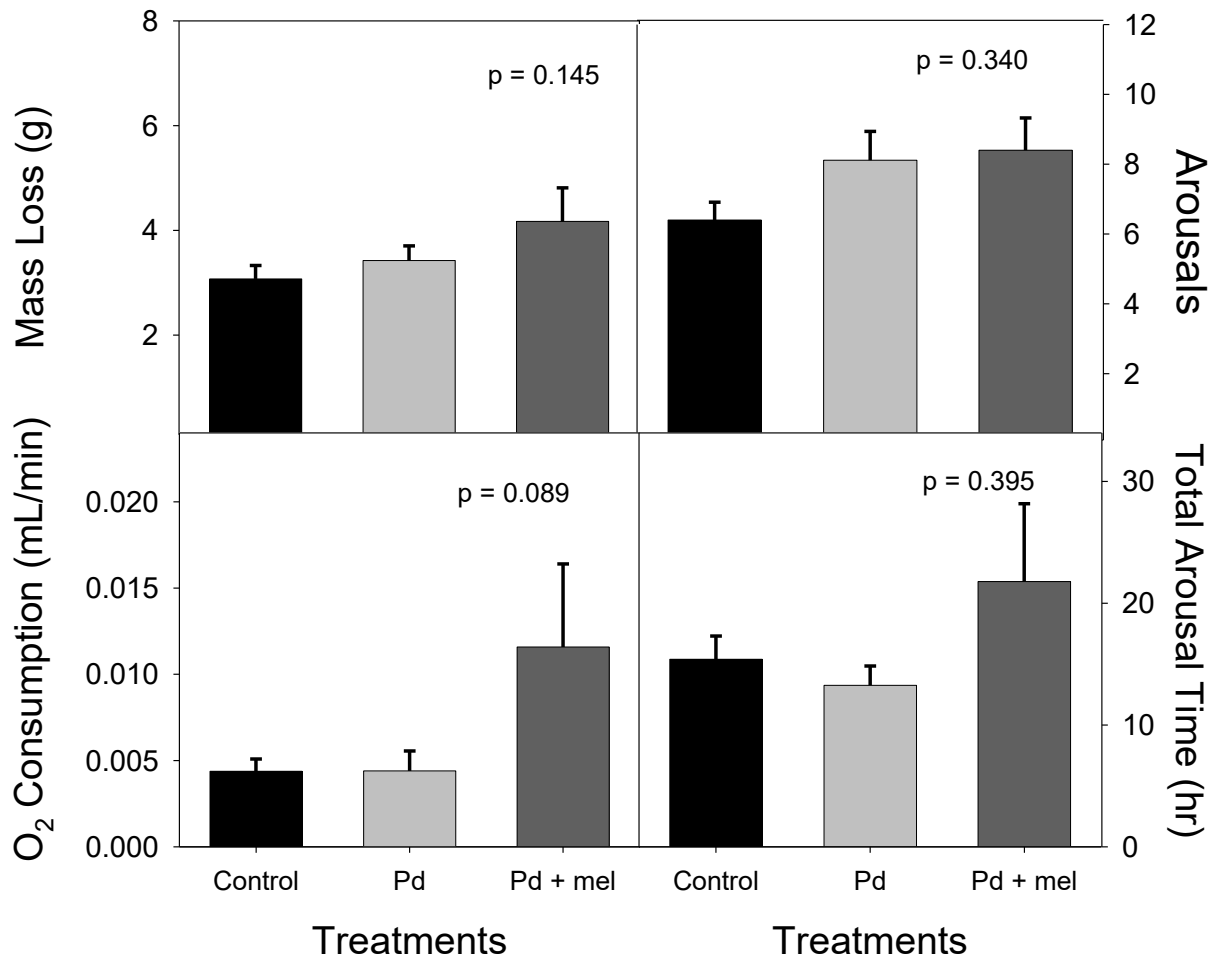 8
6
4
2
Mass Loss (g)
p = 0.145
12
10
8
6
4
2
Arousals
p = 0.340
0.020
0.015
0.010
0.005
0.000
O₂ Consumption (mL/min)
p = 0.089
30
20
10
0
Total Arousal Time (hr)
p = 0.395
Control Pd Pd + mel
Control Pd Pd + mel
Treatments
Treatments